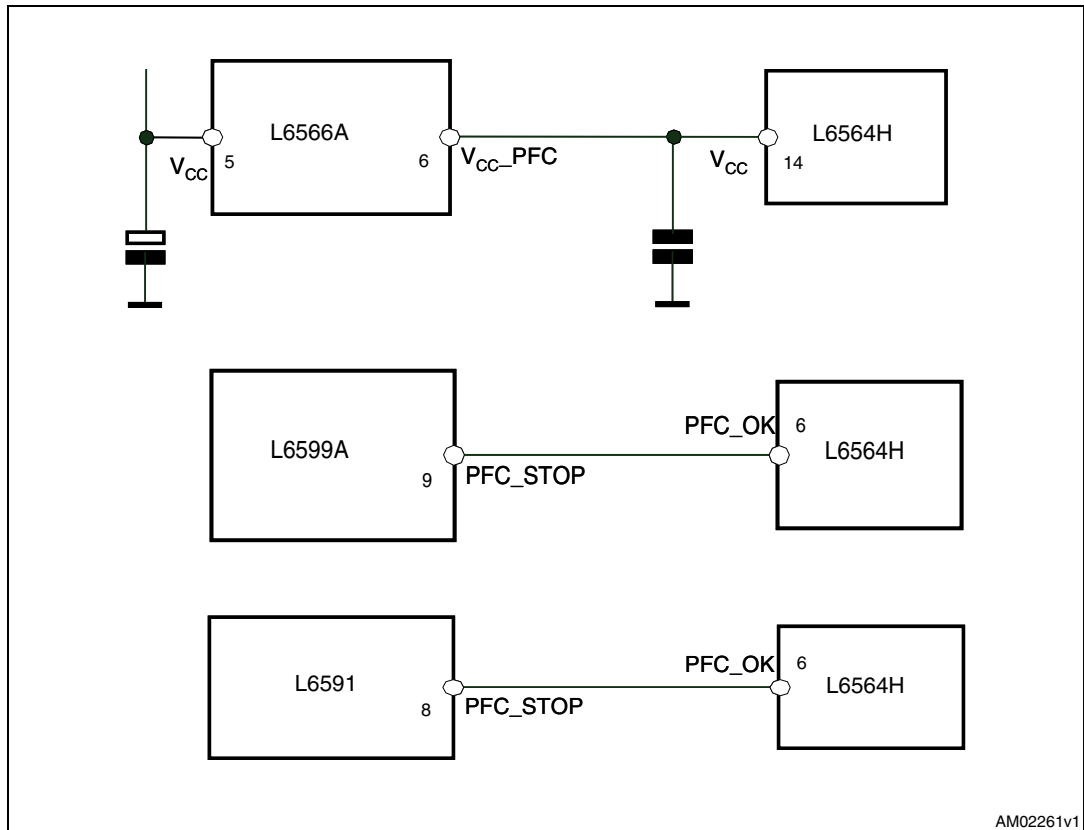 L6566A
L6564H
VCC 5
6 VCC_PFC
VCC 14
L6599A
PFC_OK 6
L6564H
9 PFC_STOP
L6591
PFC_OK 6
L6564H
8 PFC_STOP
AM02261v1